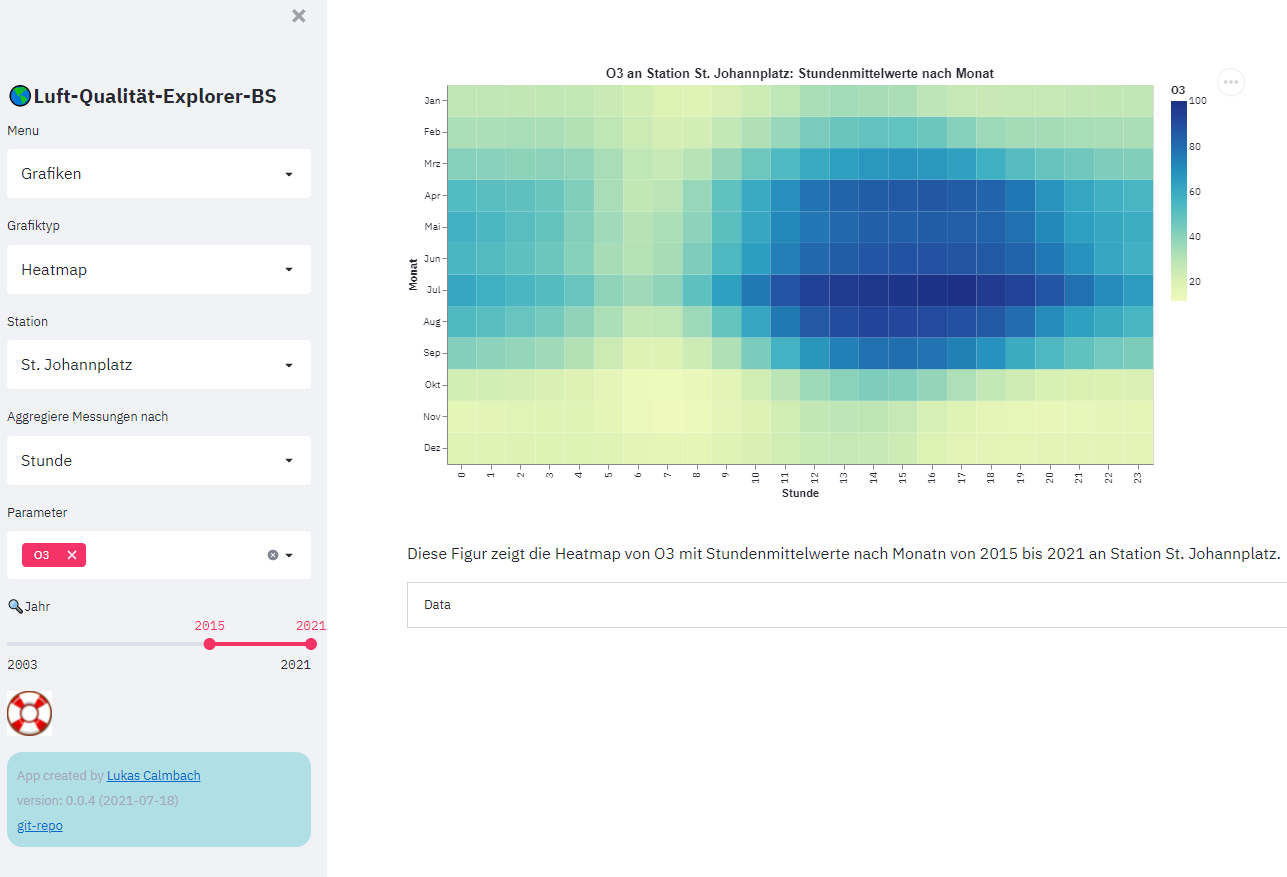 ×
Luft-Qualität-Explorer-BS
Menu
Grafiken
Grafiktyp
Heatmap
Station
St. Johannplatz
Aggregiere Messungen nach
Stunde
Parameter
O3 ×
Jahr
2015 2021
2003 2021
App created by Lukas Calmbach
version: 0.0.4 (2021-07-18)
git-repo
O3 an Station St. Johannplatz: Stundenmittelwerte nach Monat
Monat
Jan
Feb
Mrz
Apr
Mai
Jun
Jul
Aug
Sep
Okt
Nov
Dez
0 1 2 3 4 5 6 7 8 9 10 11 12 13 14 15 16 17 18 19 20 21 22 23
Stunde
O3
100
80
60
40
20
Diese Figur zeigt die Heatmap von O3 mit Stundenmittelwerte nach Monatn von 2015 bis 2021 an Station St. Johannplatz.
Data